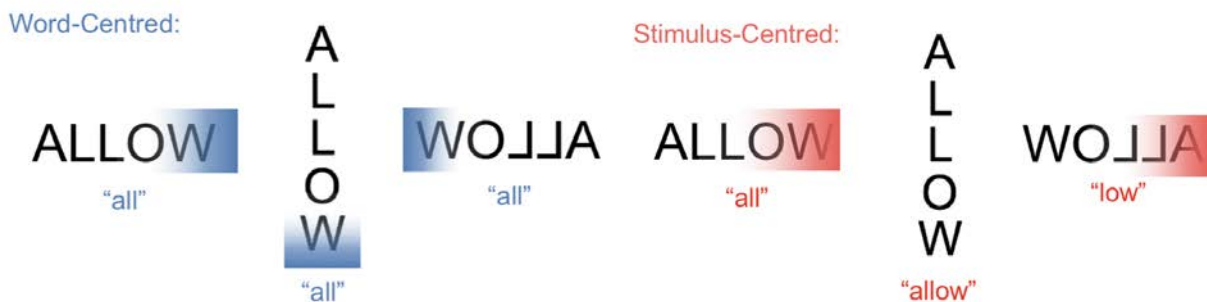 Word-Centred:
ALLOW
"all"
A
L
L
O
W
"all"
WOLLA
"all"
Stimulus-Centred:
ALLOW
"all"
A
L
L
O
W
"allow"
WOLLA
"low"